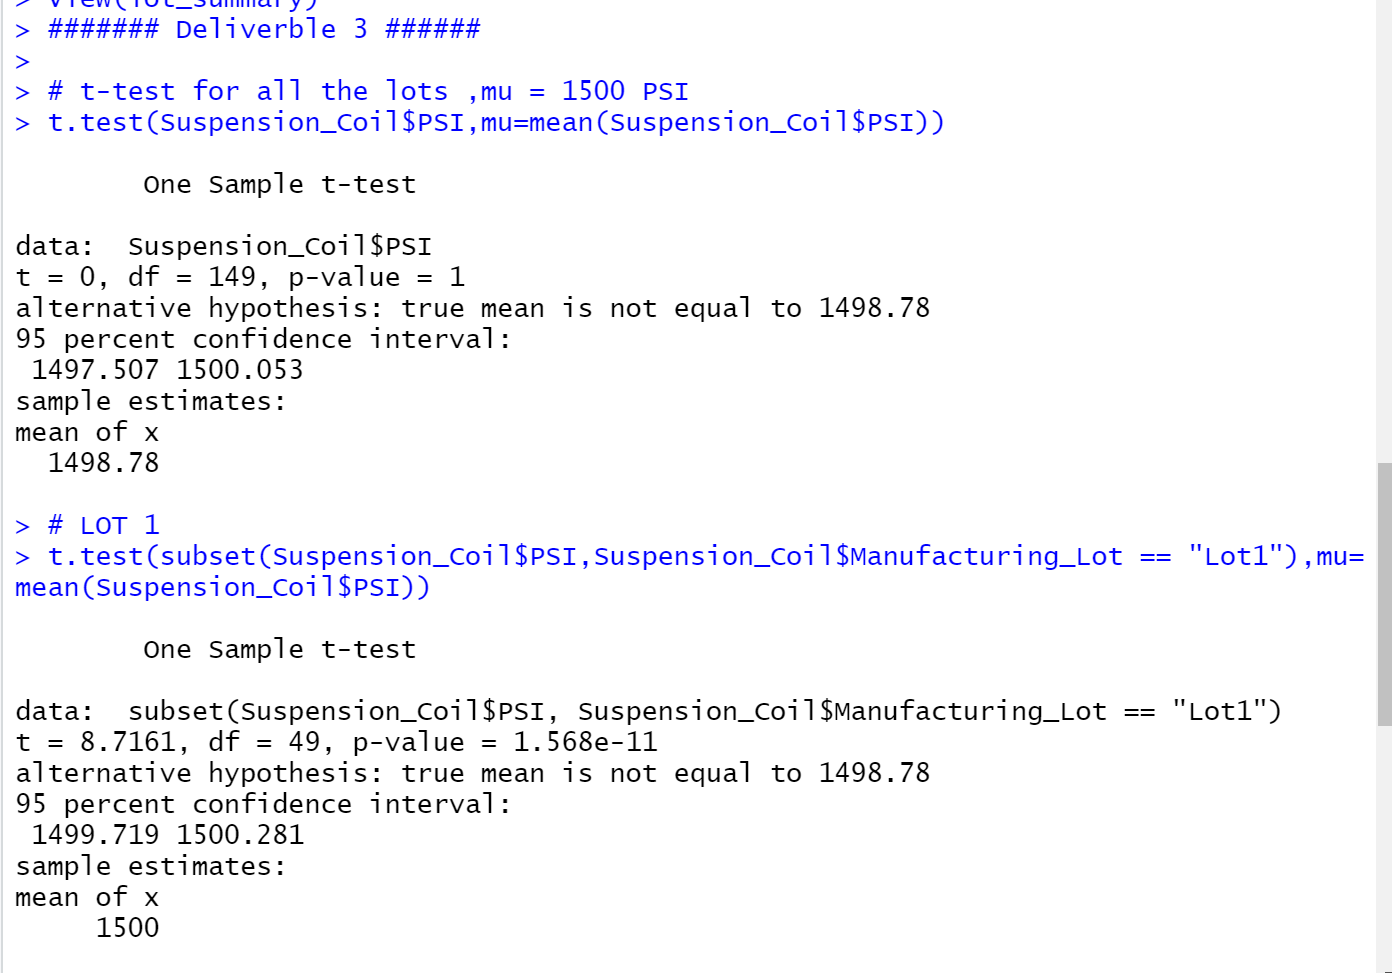 > View(lot_summary)
> ####### Deliverble 3 ######
>
> # t-test for all the lots ,mu = 1500 PSI
> t.test(Suspension_Coil$PSI,mu=mean(Suspension_Coil$PSI))
One Sample t-test
data:  Suspension_Coil$PSI
t = 0, df = 149, p-value = 1
alternative hypothesis: true mean is not equal to 1498.78
95 percent confidence interval:
1497.507 1500.053
sample estimates:
mean of x
1498.78
> # LOT 1
> t.test(subset(Suspension_Coil$PSI,Suspension_Coil$Manufacturing_Lot == "Lot1"),mu=
mean(Suspension_Coil$PSI))
One Sample t-test
data:  subset(Suspension_Coil$PSI, Suspension_Coil$Manufacturing_Lot == "Lot1")
t = 8.7161, df = 49, p-value = 1.568e-11
alternative hypothesis: true mean is not equal to 1498.78
95 percent confidence interval:
1499.719 1500.281
sample estimates:
mean of x
1500